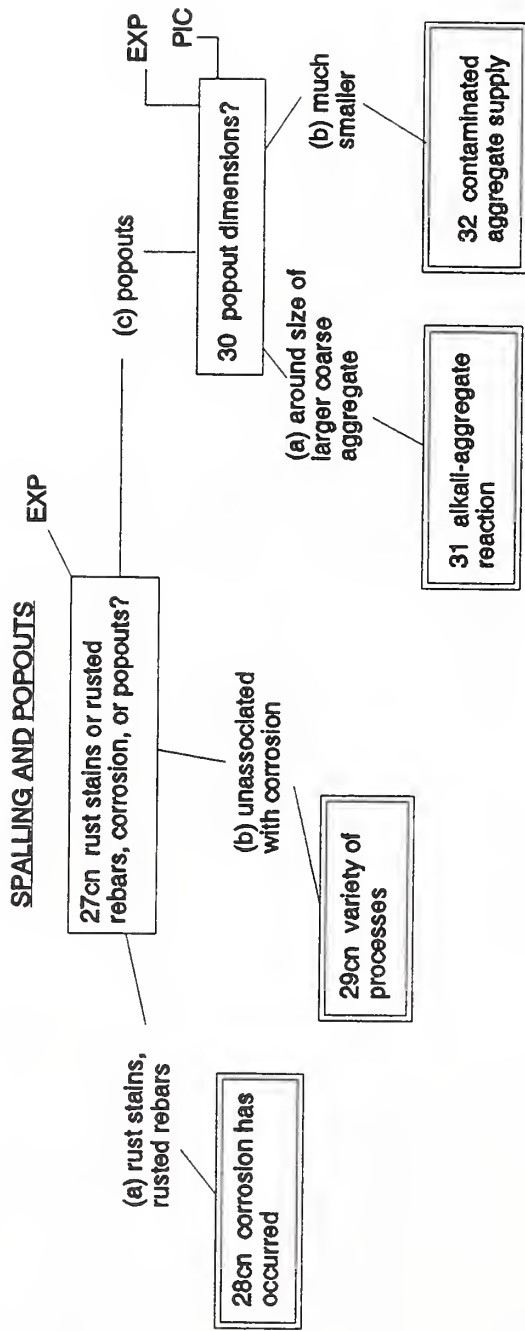 SPALLING AND POPOUTS
EXP
27cn rust stains or rusted
rebars, corrosion, or popouts?
(a) rust stains,
rusted rebars
28cn corrosion has
occurred
(b) unassociated
with corrosion
29cn variety of
processes
(c) popouts
EXP
PIC
30 popout dimensions?
(a) around size of
larger coarse
aggregate
31 alkali-aggregate
reaction
(b) much
smaller
32 contaminated
aggregate supply